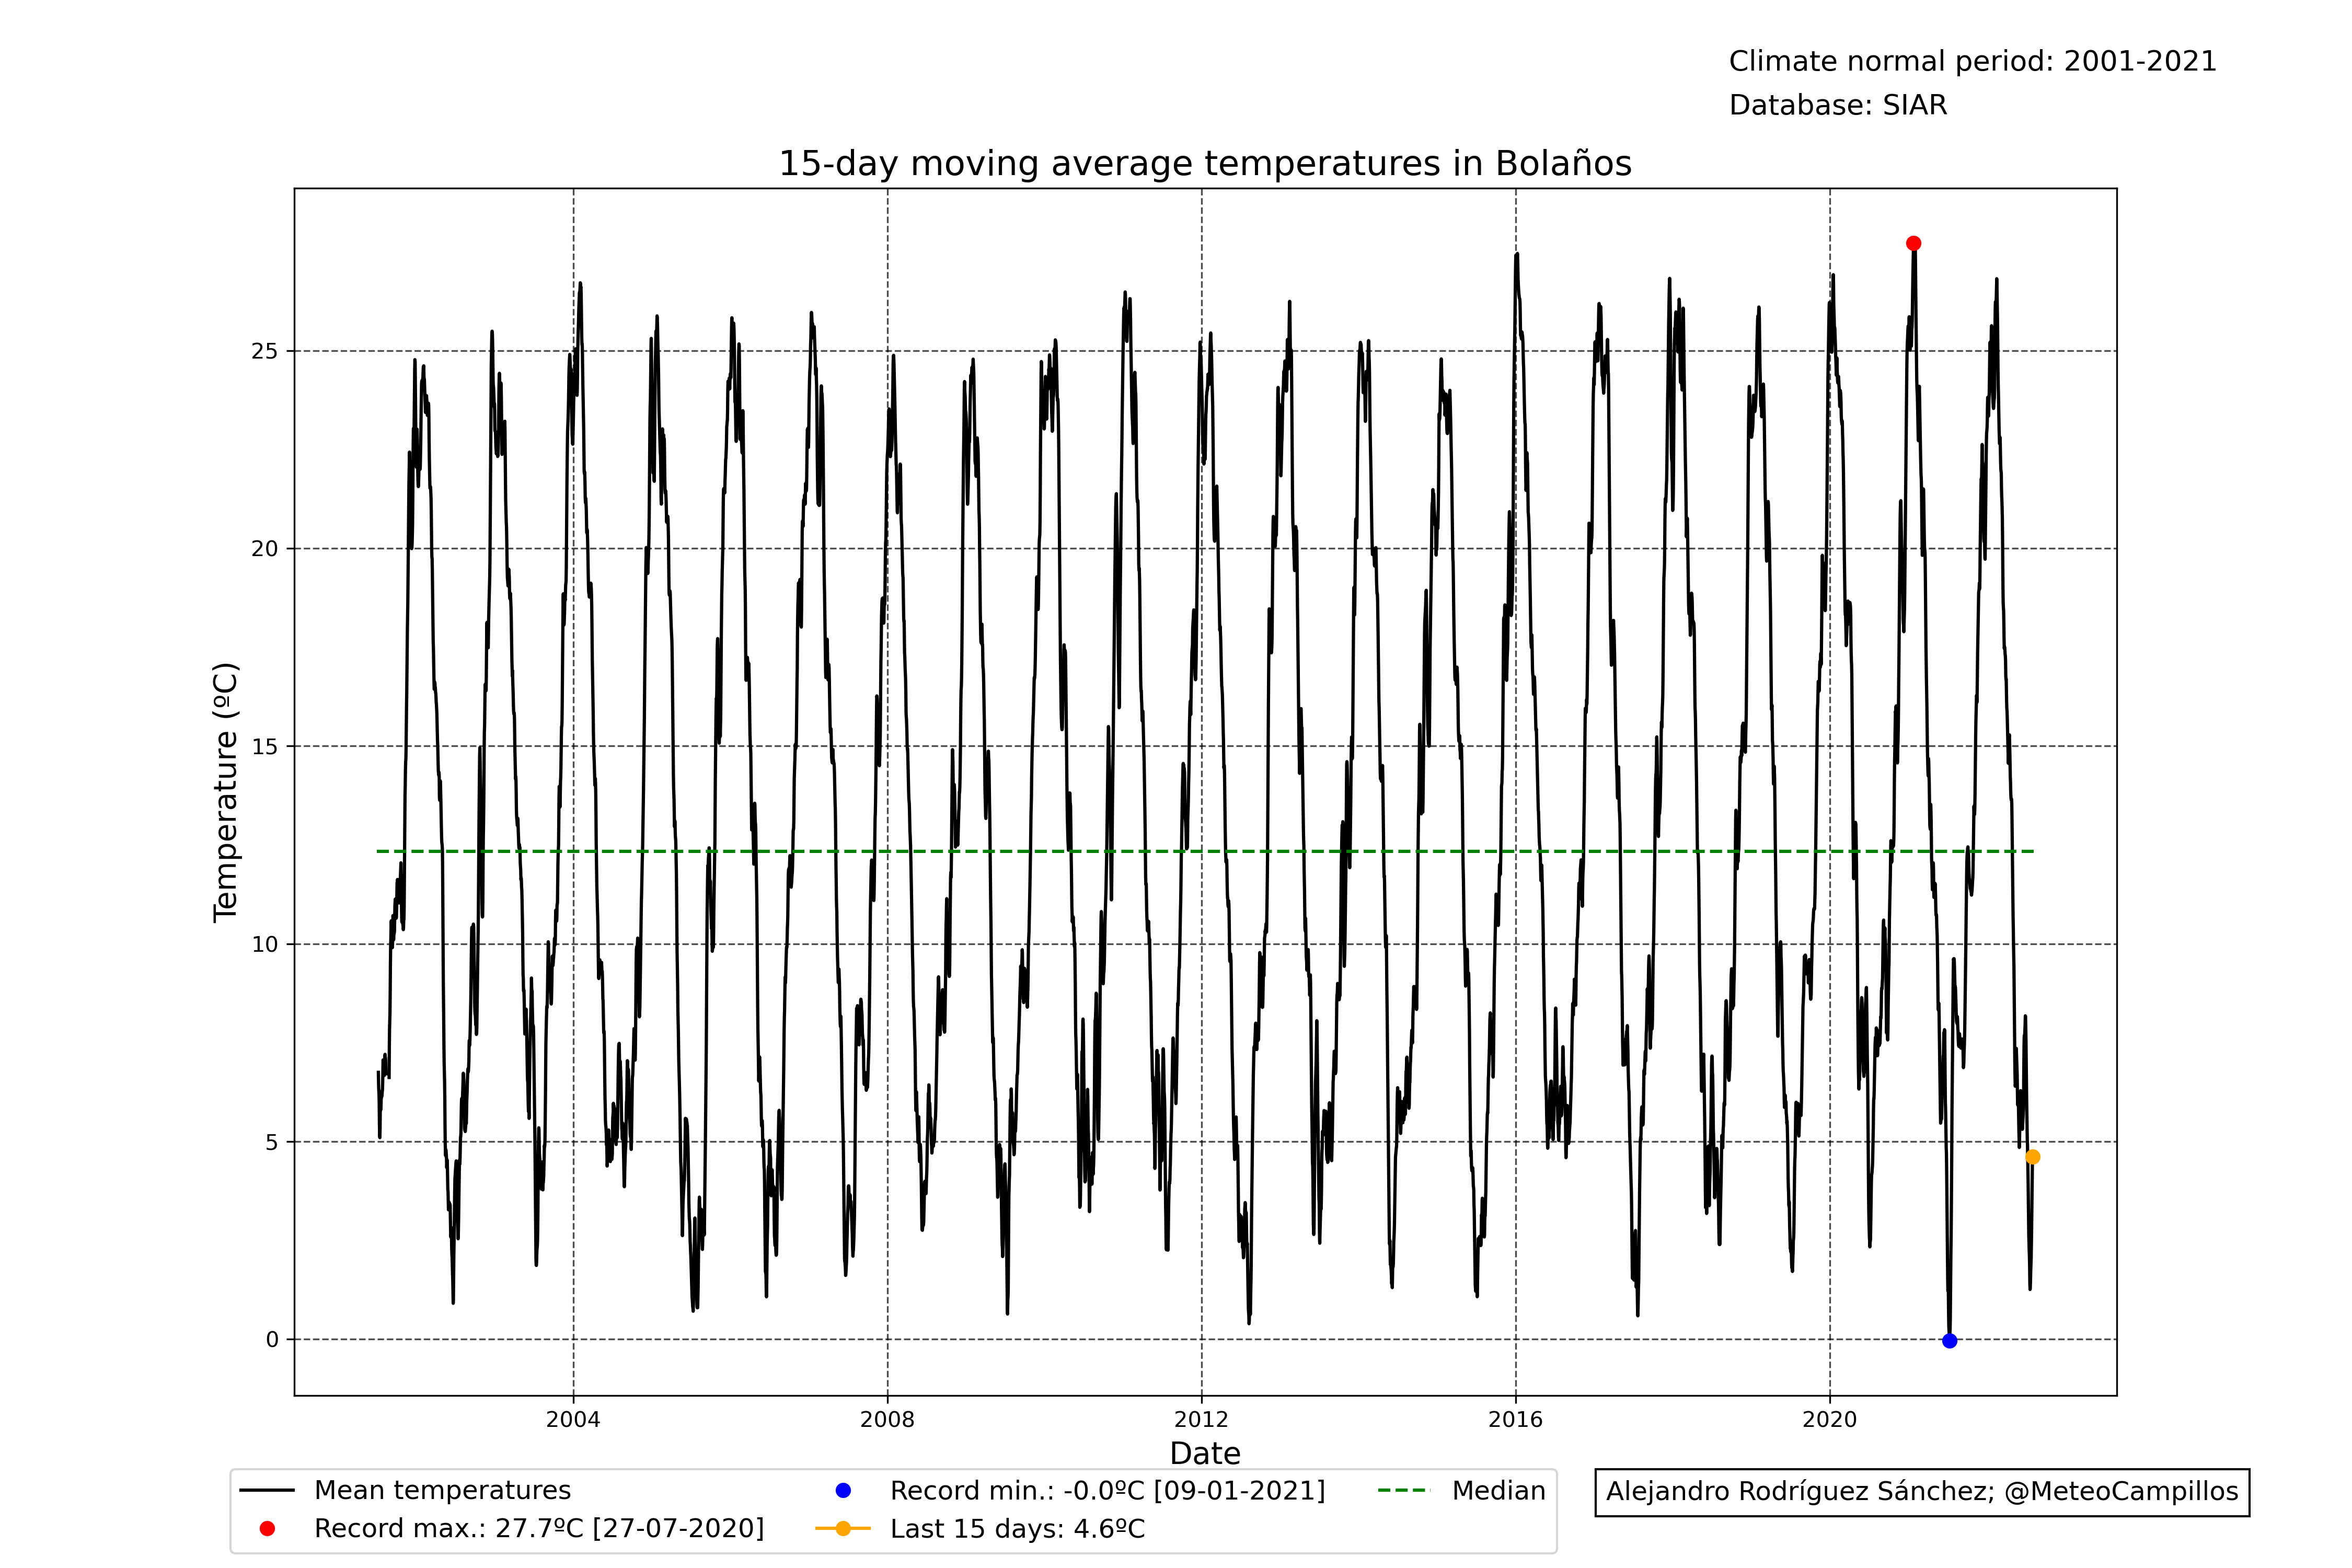 Climate normal period: 2001-2021
Database: SIAR
15-day moving average temperatures in Bolaños
Temperature (ºC)
25
20
15
10
5
0
2004
2008
2012
2016
2020
Date
Mean temperatures
Record max.: 27.7ºC [27-07-2020]
Record min.: -0.0ºC [09-01-2021]
Last 15 days: 4.6ºC
Median
Alejandro Rodríguez Sánchez; @MeteoCampillos